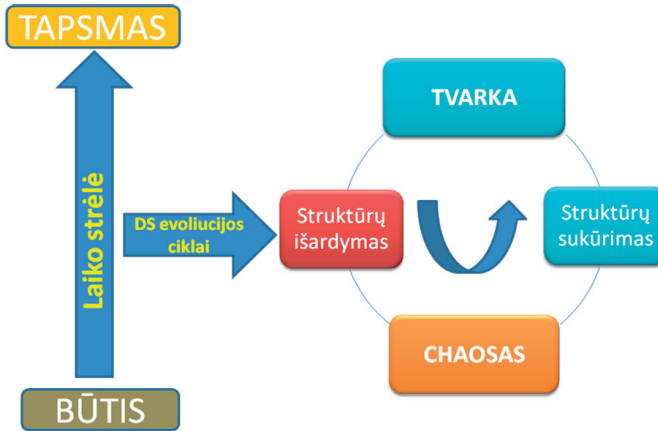 TAPSMAS
Laiko strėlė
BŪTIS
DS evoliucijos
ciklai
TVARKA
Struktūrų
išardymas
Struktūrų
sukūrimas
CHAOSAS